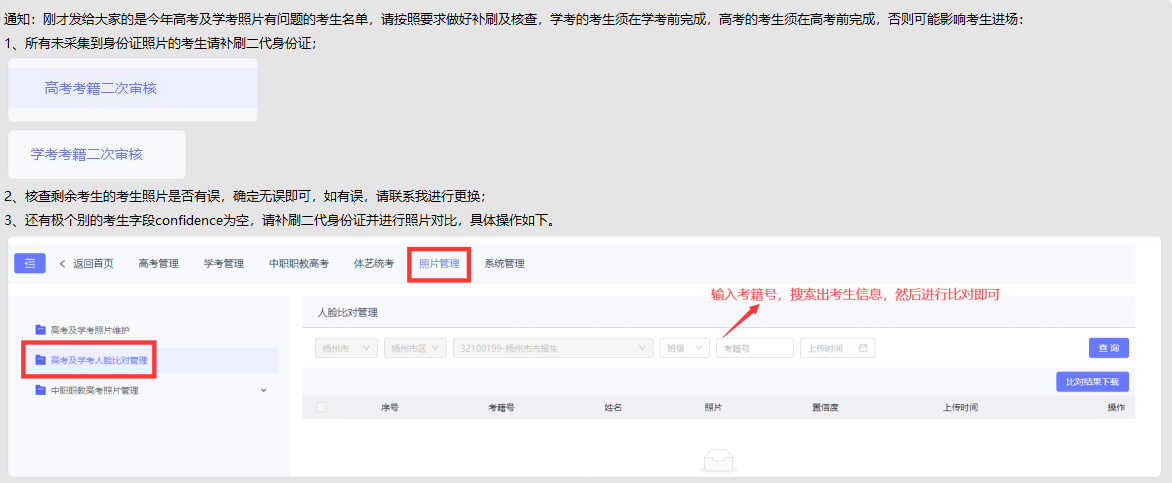 通知：刚才发给大家的是今年高考及学考照片有问题的考生名单，请按照要求做好补刷及核查，学考的考生须在学考前完成，高考的考生须在高考前完成，否则可能影响考生进场：
1、所有未采集到身份证照片的考生请补刷二代身份证；
高考考籍二次审核
学考考籍二次审核
2、核查剩余考生的考生照片是否有误，确定无误即可，如有误，请联系我进行更换；
3、还有极个别的考生字段confidence为空，请补刷二代身份证并进行照片对比，具体操作如下。
返回首页 高考管理 学考管理 中职职教高考 体艺统考 照片管理 系统管理
输入考籍号，搜索出考生信息，然后进行比对即可
人脸比对管理
高考及学考照片维护
扬州市 扬州市区 32100199-扬州市市报生 班级 考籍号 上传时间 查询
高考及学考人脸比对管理
比对结果下载
中职职教高考照片管理
序号 考籍号 姓名 照片 置信度 上传时间 操作